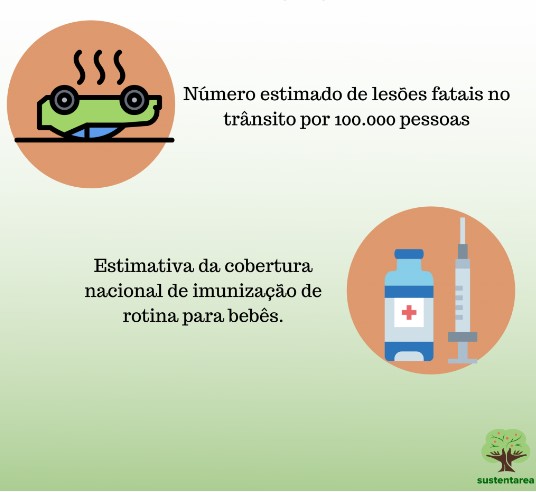 Número estimado de lesões fatais no
trânsito por 100.000 pessoas
Estimativa da cobertura
nacional de imunização de
rotina para bebês.
sustentarea